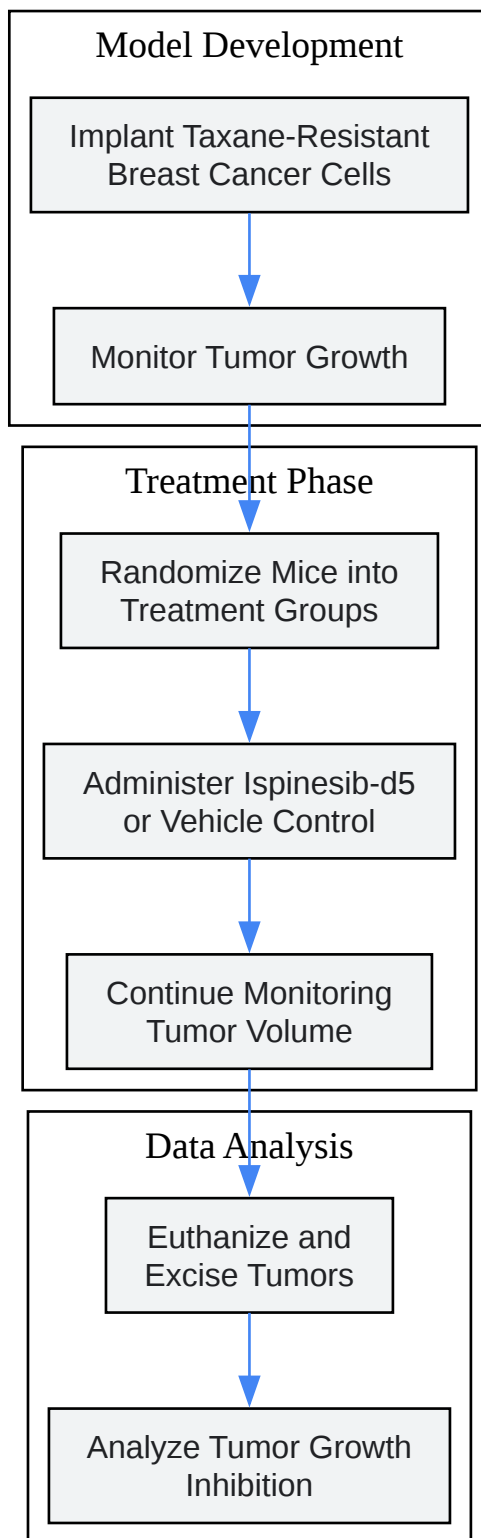 Model Development
Implant Taxane-Resistant
Breast Cancer Cells
Monitor Tumor Growth
Treatment Phase
Randomize Mice into
Treatment Groups
Administer Ispinesib-d5
or Vehicle Control
Continue Monitoring
Tumor Volume
Data Analysis
Euthanize and
Excise Tumors
Analyze Tumor Growth
Inhibition